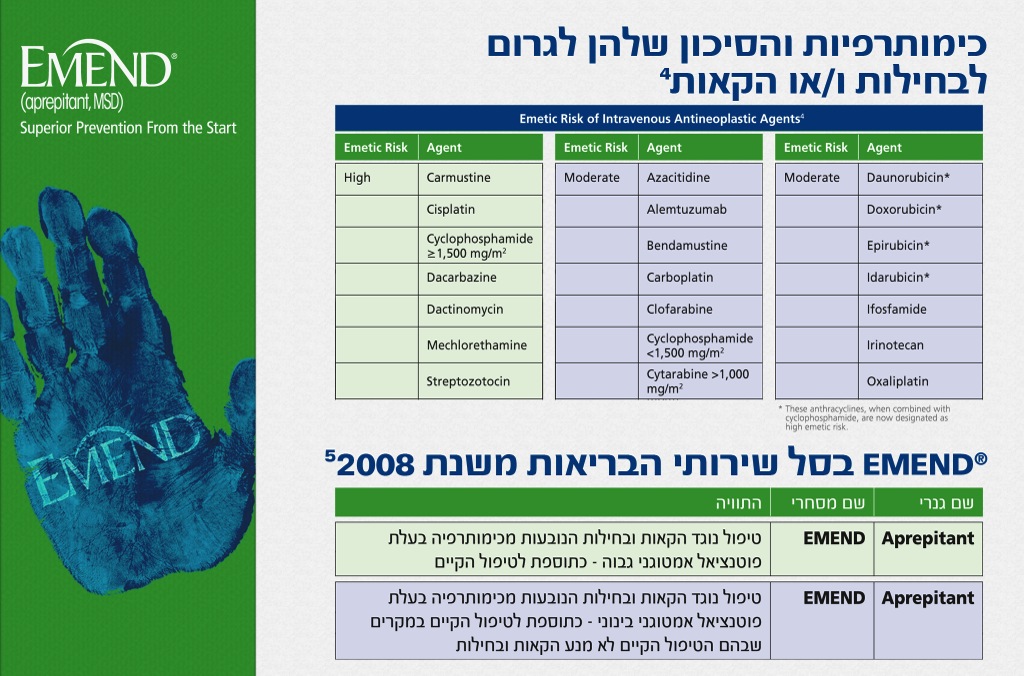 EMEND®
(aprepitant, MSD)
Superior Prevention From the Start
EMEND
כימותרפיות והסיכון שלהן לגרום
לבחילות ו/או הקאות⁴
Emetic Risk of Intravenous Antineoplastic Agents⁴
Emetic Risk Agent
High Carmustine
Cisplatin
Cyclophosphamide
≥1,500 mg/m²
Dacarbazine
Dactinomycin
Mechlorethamine
Streptozotocin
Emetic Risk Agent
Moderate Azacitidine
Alemtuzumab
Bendamustine
Carboplatin
Clofarabine
Cyclophosphamide
<1,500 mg/m²
Cytarabine >1,000
mg/m²
Emetic Risk Agent
Moderate Daunorubicin*
Doxorubicin*
Epirubicin*
Idarubicin*
Ifosfamide
Irinotecan
Oxaliplatin
* These anthracyclines, when combined with
cyclophosphamide, are now designated as
high emetic risk.
EMEND® בסל שירותי הבריאות משנת 2008⁵
שם גנרי שם מסחרי התוויה
Aprepitant EMEND טיפול נוגד הקאות ובחילות הנובעות מכימותרפיה בעלת
פוטנציאל אמטוגני גבוה - כתוספת לטיפול הקיים
Aprepitant EMEND טיפול נוגד הקאות ובחילות הנובעות מכימותרפיה בעלת
פוטנציאל אמטוגני בינוני - כתוספת לטיפול הקיים במקרים
שבהם הטיפול הקיים לא מנע הקאות ובחילות